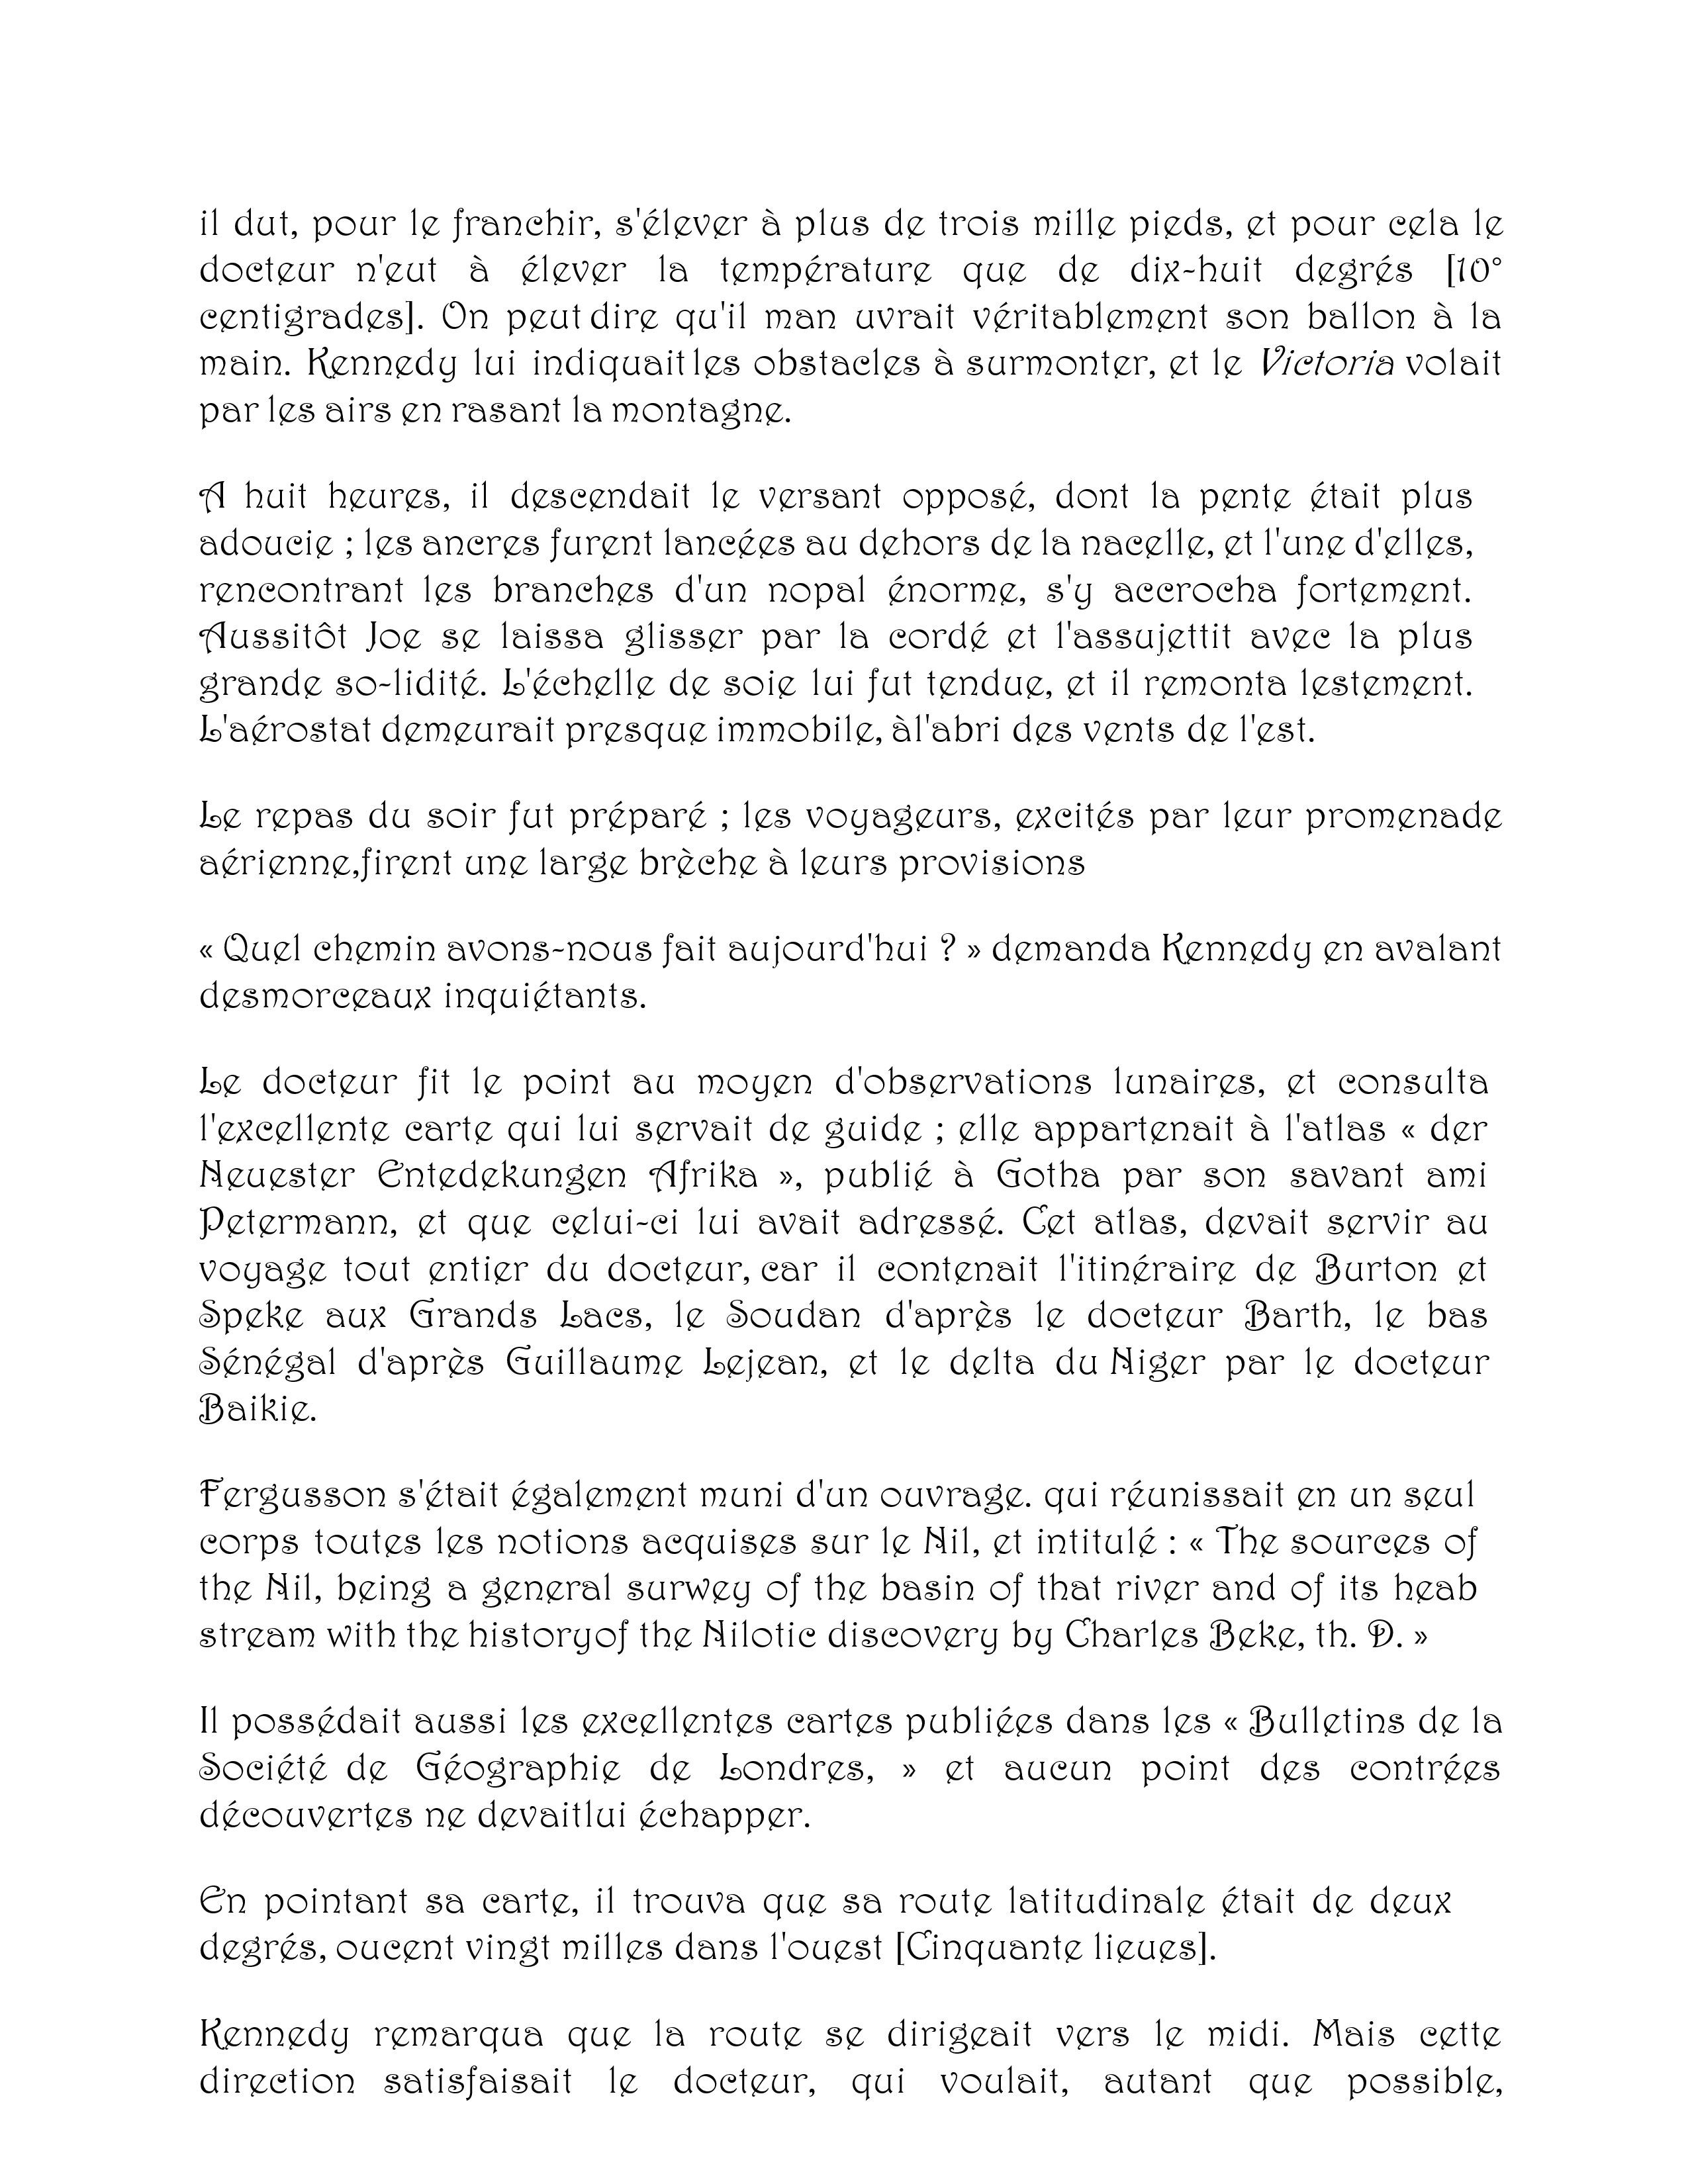 il dut, pour le franchir, s'élever à plus de trois mille pieds, et pour cela le
docteur n'eut à élever la température que de dix-huit degrés [10°
centigrades]. On peut dire qu'il man uvrait véritablement son ballon à la
main. Kennedy lui indiquait les obstacles à surmonter, et le Victoria volait
par les airs en rasant la montagne.
A huit heures, il descendait le versant opposé, dont la pente était plus
adoucie ; les ancres furent lancées au dehors de la nacelle, et l'une d'elles,
rencontrant les branches d'un nopal énorme, s'y accrocha fortement.
Aussitôt Joe se laissa glisser par la cordé et l'assujettit avec la plus
grande so-lidité. L'échelle de soie lui fut tendue, et il remonta lestement.
L'aérostat demeurait presque immobile, àl'abri des vents de l'est.
Le repas du soir fut préparé ; les voyageurs, excités par leur promenade
aérienne,firent une large brèche à leurs provisions
« Quel chemin avons-nous fait aujourd'hui ? » demanda Kennedy en avalant
desmorceaux inquiétants.
Le docteur fit le point au moyen d'observations lunaires, et consulta
l'excellente carte qui lui servait de guide ; elle appartenait à l'atlas « der
Neuester Entedekungen Afrika », publié à Gotha par son savant ami
Petermann, et que celui-ci lui avait adressé. Cet atlas, devait servir au
voyage tout entier du docteur, car il contenait l'itinéraire de Burton et
Speke aux Grands Lacs, le Soudan d'après le docteur Barth, le bas
Sénégal d'après Guillaume Lejean, et le delta du Niger par le docteur
Baikie.
Fergusson s'était également muni d'un ouvrage. qui réunissait en un seul
corps toutes les notions acquises sur le Nil, et intitulé : « The sources of
the Nil, being a general surwey of the basin of that river and of its heab
stream with the historyof the Nilotic discovery by Charles Beke, th. D. »
Il possédait aussi les excellentes cartes publiées dans les « Bulletins de la
Société de Géographie de Londres, » et aucun point des contrées
découvertes ne devaitlui échapper.
En pointant sa carte, il trouva que sa route latitudinale était de deux
degrés, oucent vingt milles dans l'ouest [Cinquante lieues].
Kennedy remarqua que la route se dirigeait vers le midi. Mais cette
direction satisfaisait le docteur, qui voulait, autant que possible,